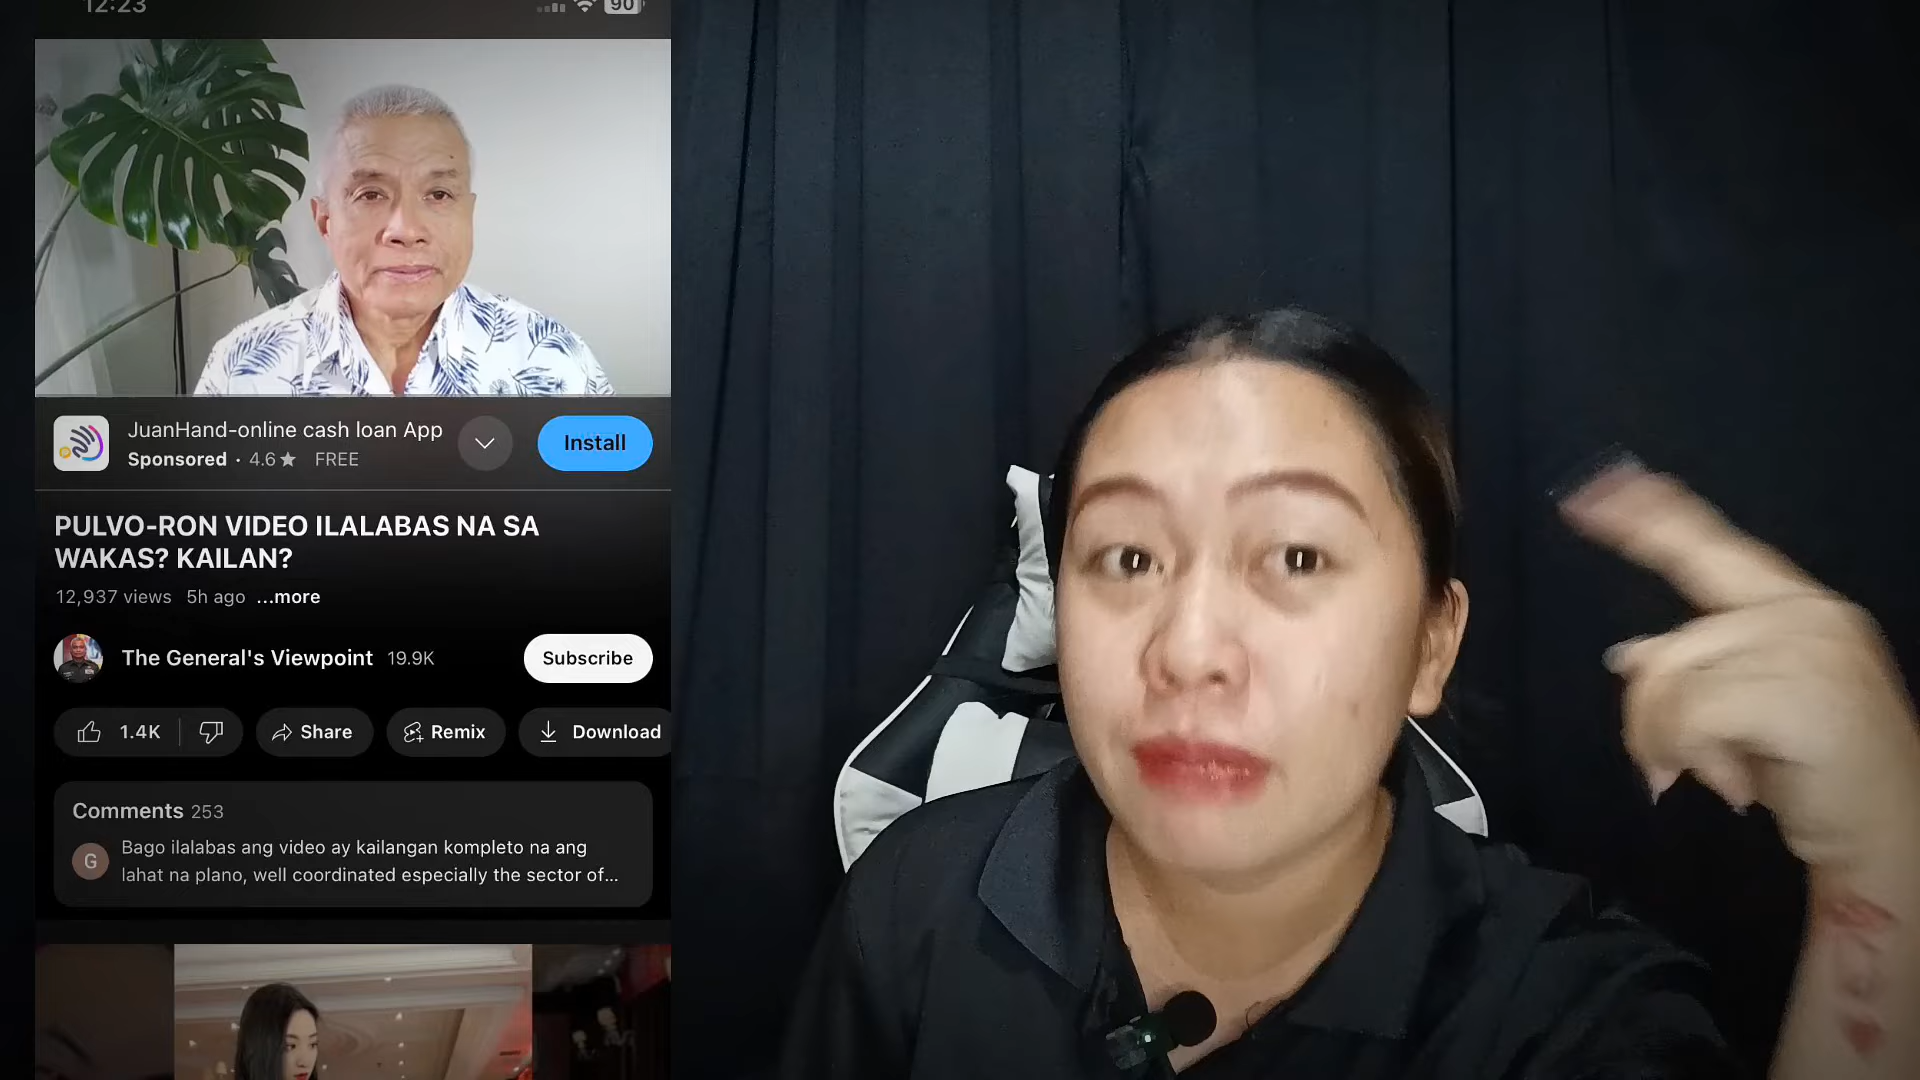 12:23
90
JuanHand-online cash loan App
Sponsored · 4.6★ FREE
Install
PULVO-RON VIDEO ILALABAS NA SA
WAKAS? KAILAN?
12,937 views 5h ago ...more
The General's Viewpoint 19.9K
Subscribe
1.4K
Share
Remix
Download
Comments 253
G
Bago ilalabas ang video ay kailangan kompleto na ang
lahat na plano, well coordinated especially the sector of...